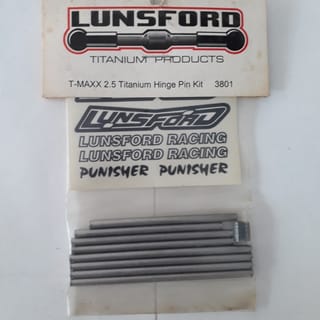 LUNSFORD
TITANIUM PRODUCTS
T-MAXX 2.5 Titanium Hinge Pin Kit 3801
LUNSFORD
LUNSFORD RACING
LUNSFORD RACING
PUNISHER PUNISHER